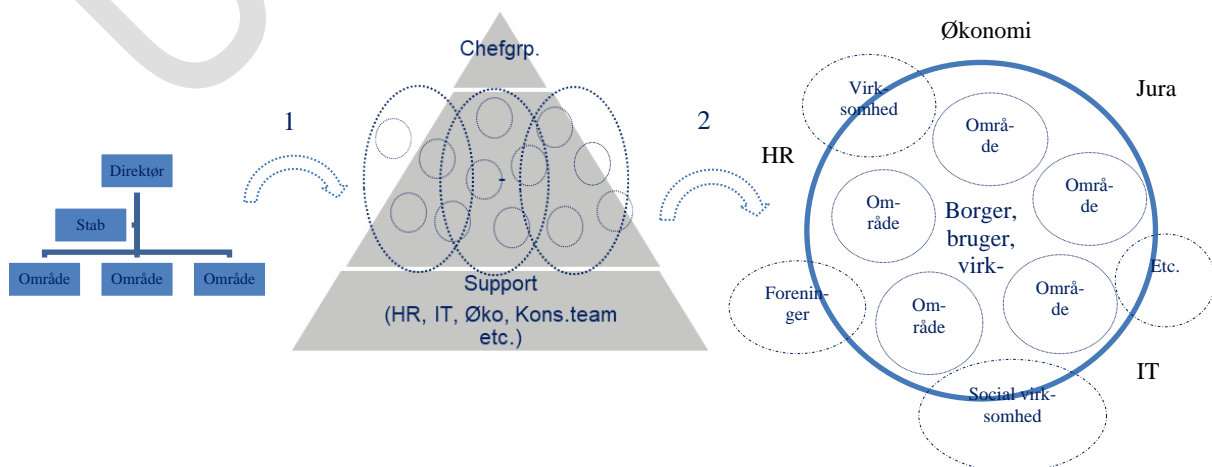 Direktør
Stab
Område
Område
Område
1
Chefgrp.
-
Support
(HR, IT, Øko, Kons.team
etc.)
2
Økonomi
Jura
HR
IT
Virk-
somhed
Områ-
de
Områ-
de
Om-
råde
Borger,
bruger,
virk-
Etc.
Områ-
de
Om-
råde
Forenin-
ger
Social virk-
somhed